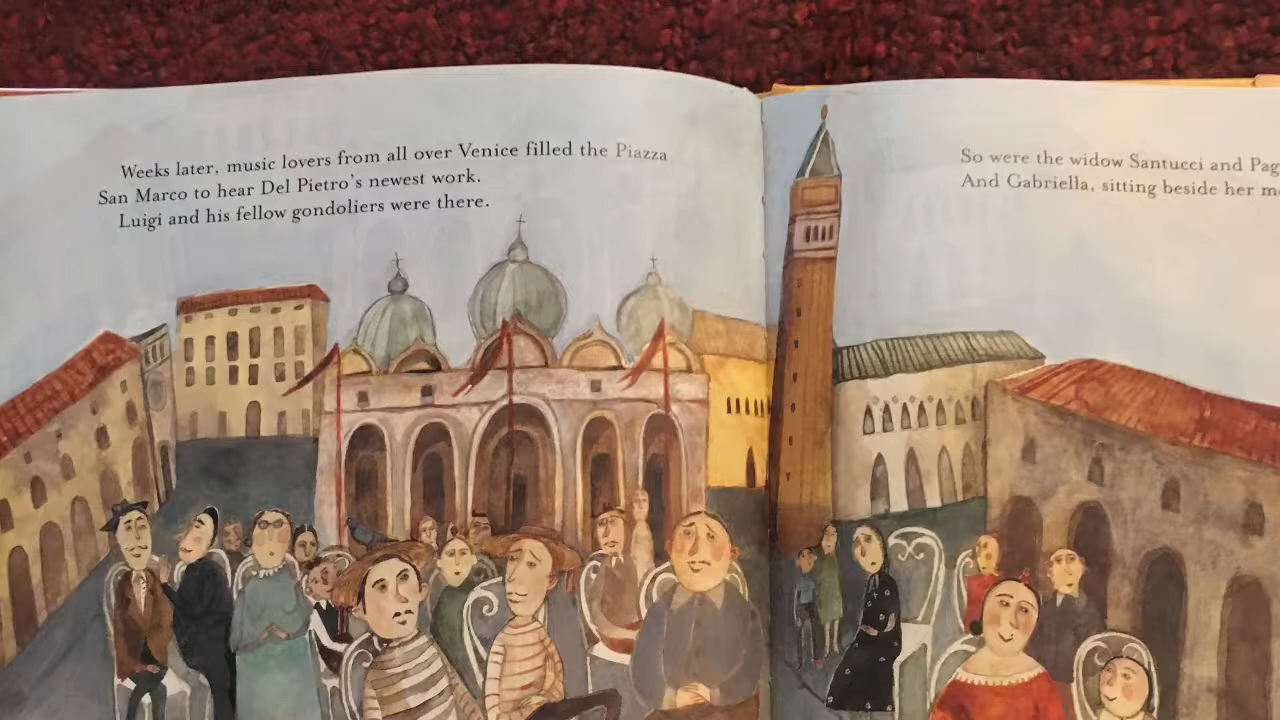 Weeks later, music lovers from all over Venice filled the Piazza
San Marco to hear Del Pietro's newest work.
Luigi and his fellow gondoliers were there.
So were the widow Santucci and
And Gabriella, sitting beside her